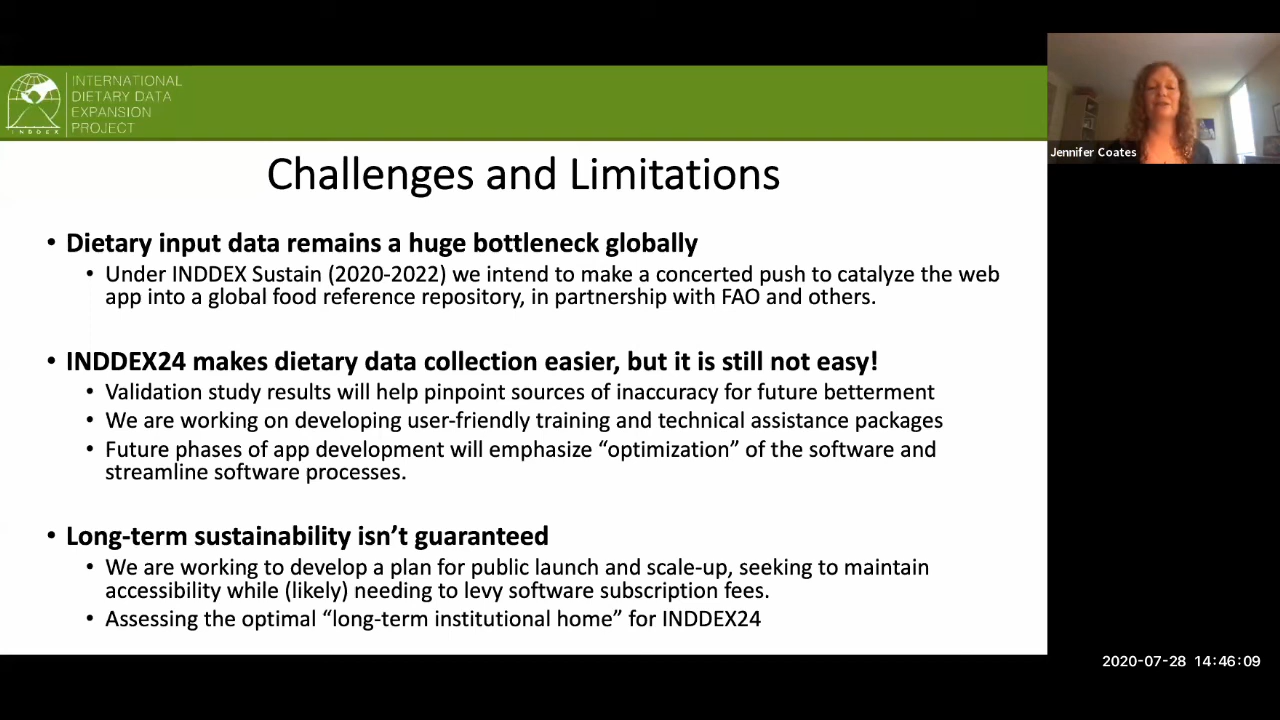 INTERNATIONAL
DIETARY DATA
EXPANSION
PROJECT
INDDEX
Jennifer Coates
Challenges and Limitations
• Dietary input data remains a huge bottleneck globally
• Under INDDEX Sustain (2020-2022) we intend to make a concerted push to catalyze the web
app into a global food reference repository, in partnership with FAO and others.
• INDDEX24 makes dietary data collection easier, but it is still not easy!
• Validation study results will help pinpoint sources of inaccuracy for future betterment
• We are working on developing user-friendly training and technical assistance packages
• Future phases of app development will emphasize “optimization” of the software and
streamline software processes.
• Long-term sustainability isn’t guaranteed
• We are working to develop a plan for public launch and scale-up, seeking to maintain
accessibility while (likely) needing to levy software subscription fees.
• Assessing the optimal “long-term institutional home” for INDDEX24
2020-07-28 14:46:09